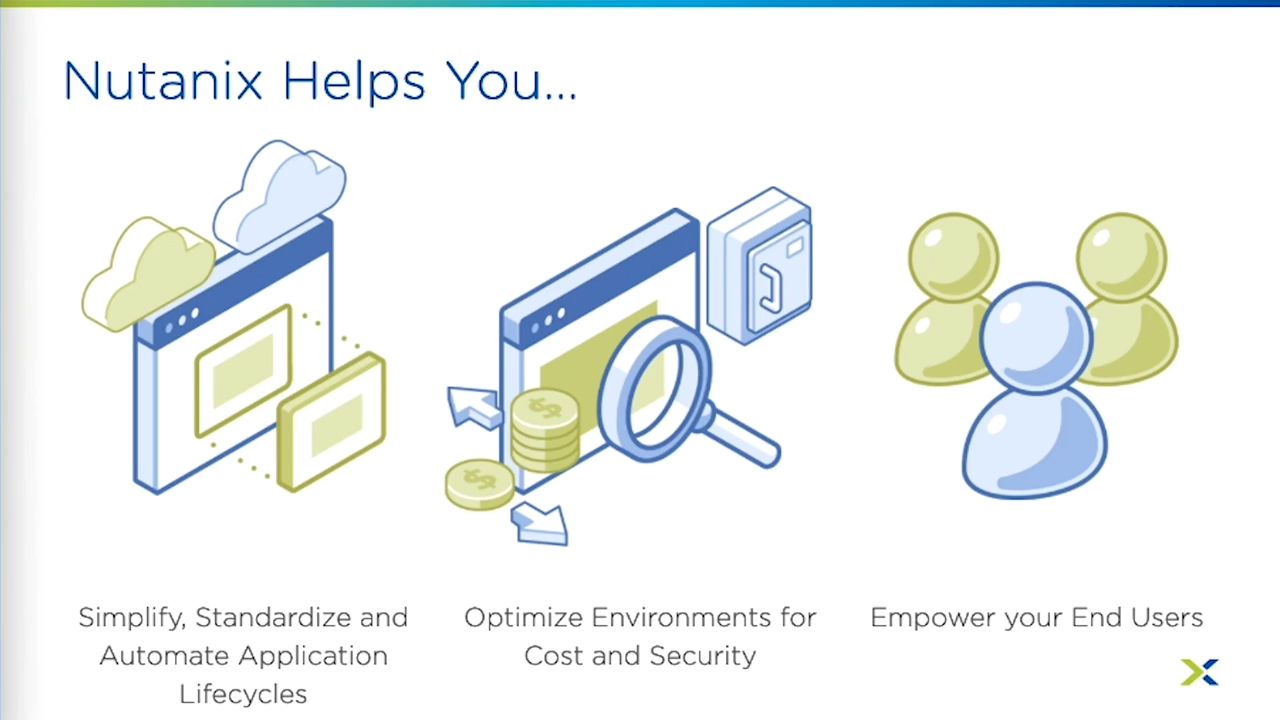 Nutanix Helps You...
Simplify, Standardize and
Automate Application
Lifecycles
Optimize Environments for
Cost and Security
Empower your End Users
$
$